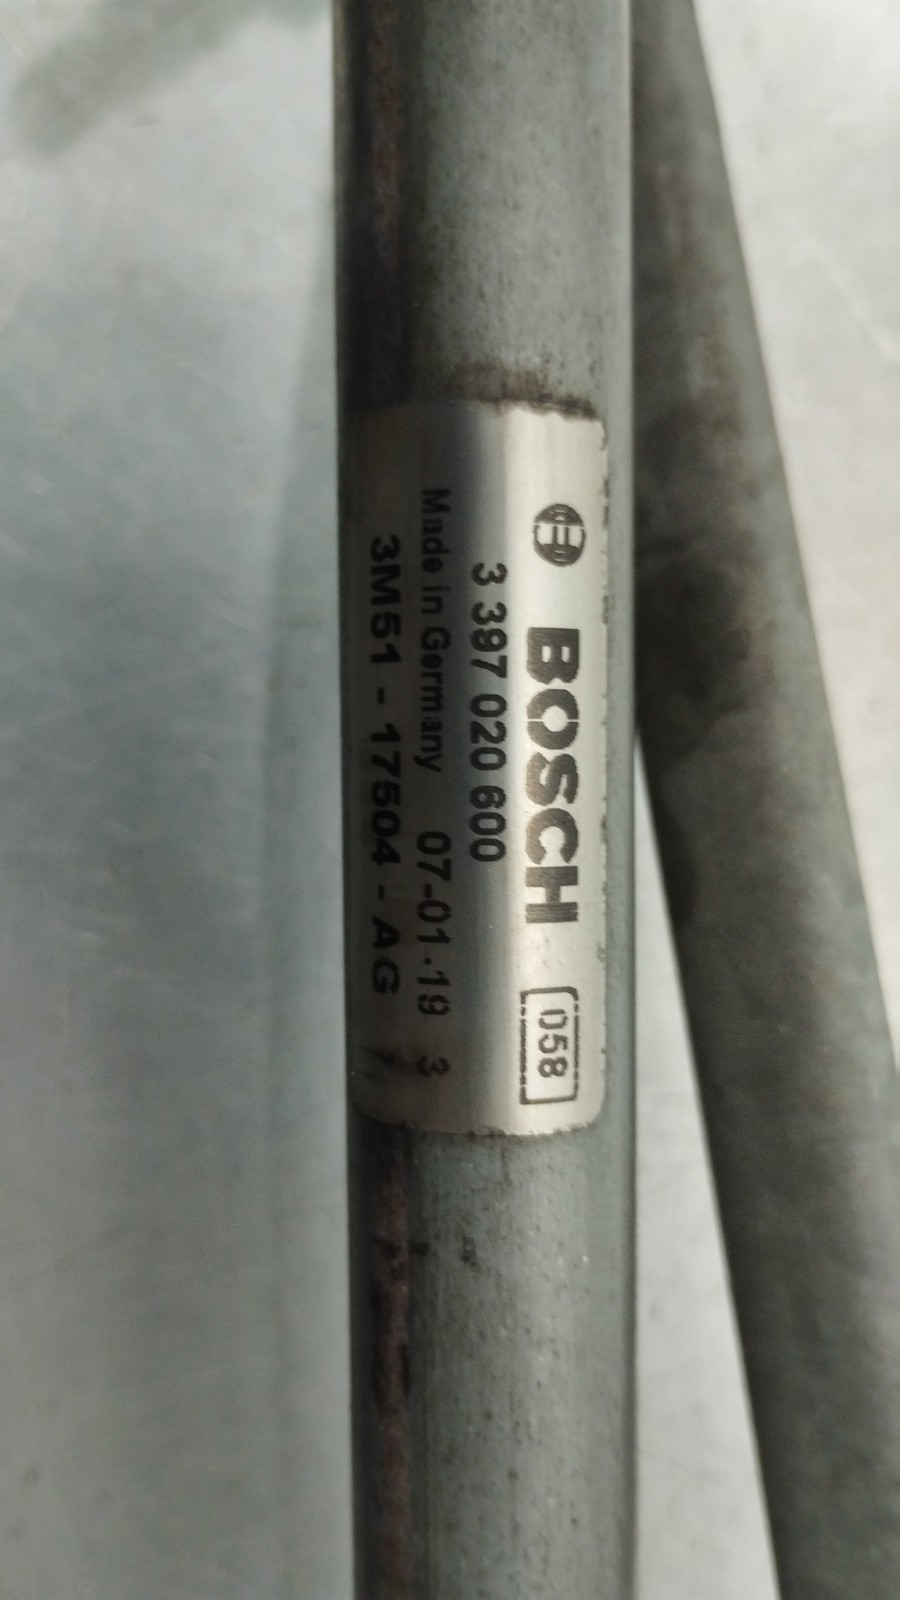 BOSCH 058
3 397 020 600
Made in Germany 07-01-19 3
3M51 - 17504 - AG